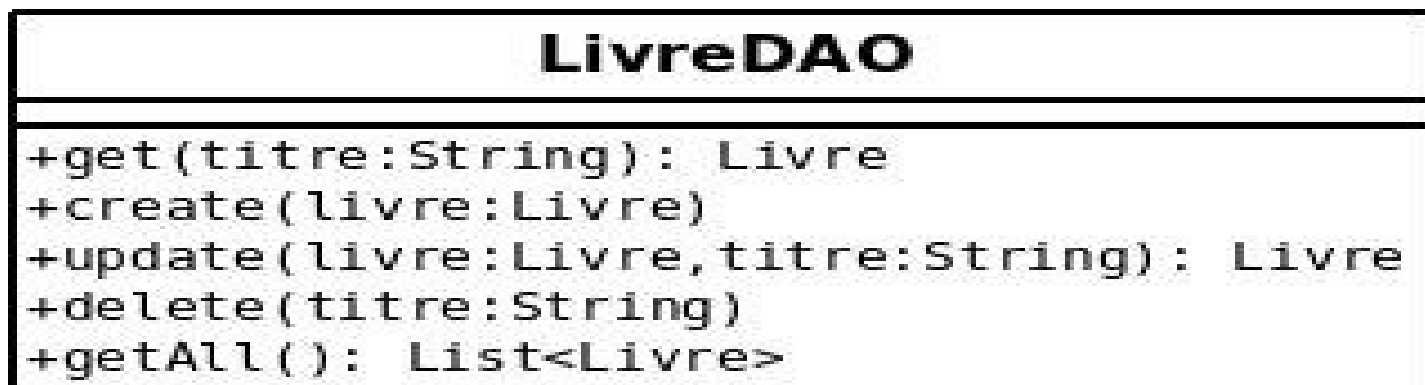 LivreDAO
+get(titre:String): Livre
+create(livre:Livre)
+update(livre:Livre,titre:String): Livre
+delete(titre:String)
+getAll(): List<Livre>